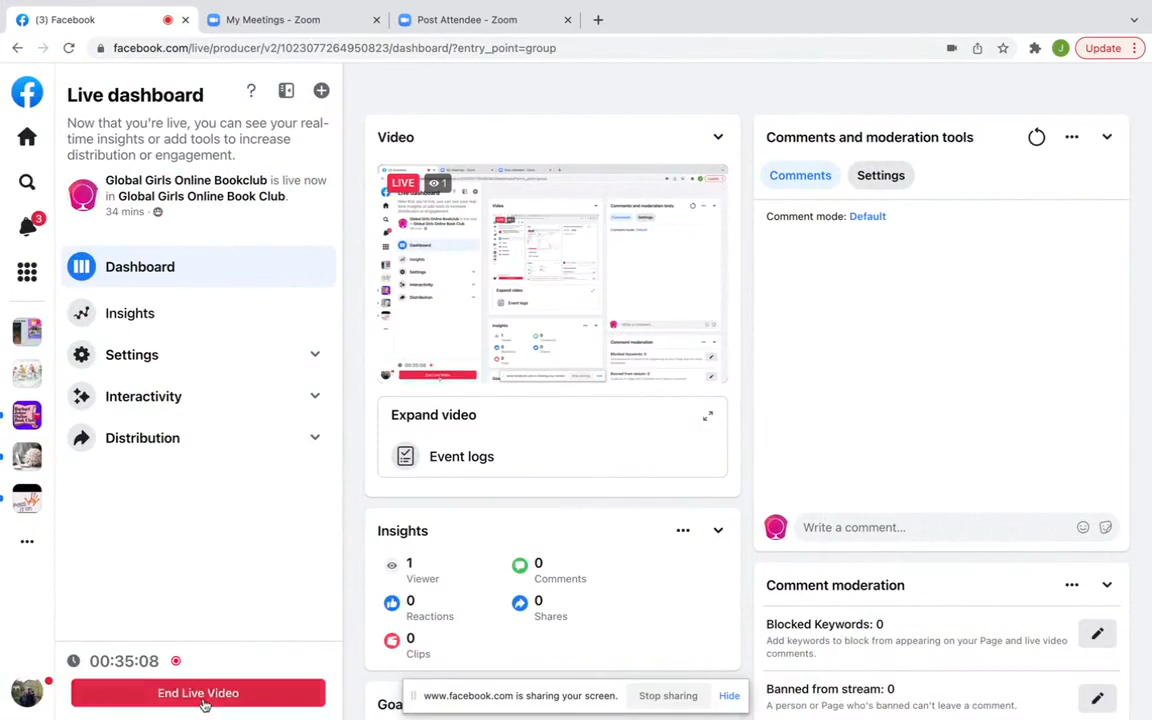 (3) Facebook
My Meetings - Zoom
Post Attendee - Zoom
facebook.com/live/producer/v2/1023077264950823/dashboard/?entry_point=group
J
Update
Live dashboard
Now that you're live, you can see your real-
time insights or add tools to increase
distribution or engagement.
Global Girls Online Bookclub is live now
in Global Girls Online Book Club.
34 mins ·
3
Dashboard
Insights
Settings
Interactivity
Distribution
00:35:08
End Live Video
Video
LIVE
1
Expand video
Event logs
Insights
1
Viewer
0
Comments
0
Reactions
0
Shares
0
Clips
Goa
www.facebook.com is sharing your screen.
Stop sharing
Hide
Comments and moderation tools
Comments
Settings
Comment mode: Default
Write a comment...
Comment moderation
Blocked Keywords: 0
Add keywords to block from appearing on your Page and live video
comments.
Banned from stream: 0
A person or Page who's banned can't leave a comment.